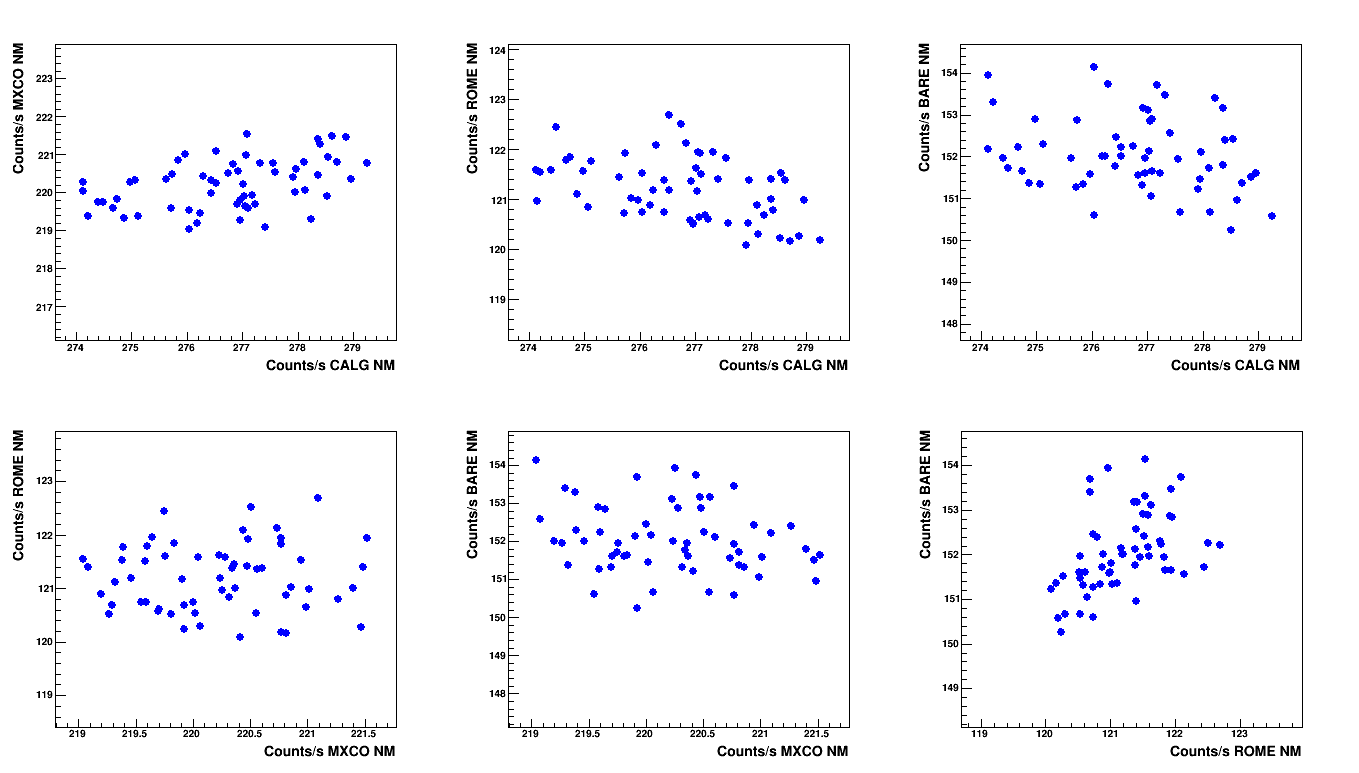 Counts/s MXCO NM
223
222
221
220
219
218
217
274 275 276 277 278 279
Counts/s CALG NM
Counts/s ROME NM
124
123
122
121
120
119
274 275 276 277 278 279
Counts/s CALG NM
Counts/s BARE NM
154
153
152
151
150
149
148
274 275 276 277 278 279
Counts/s CALG NM
Counts/s ROME NM
123
122
121
120
119
219 219.5 220 220.5 221 221.5
Counts/s MXCO NM
Counts/s BARE NM
154
153
152
151
150
149
148
219 219.5 220 220.5 221 221.5
Counts/s MXCO NM
Counts/s BARE NM
154
153
152
151
150
149
119 120 121 122 123
Counts/s ROME NM